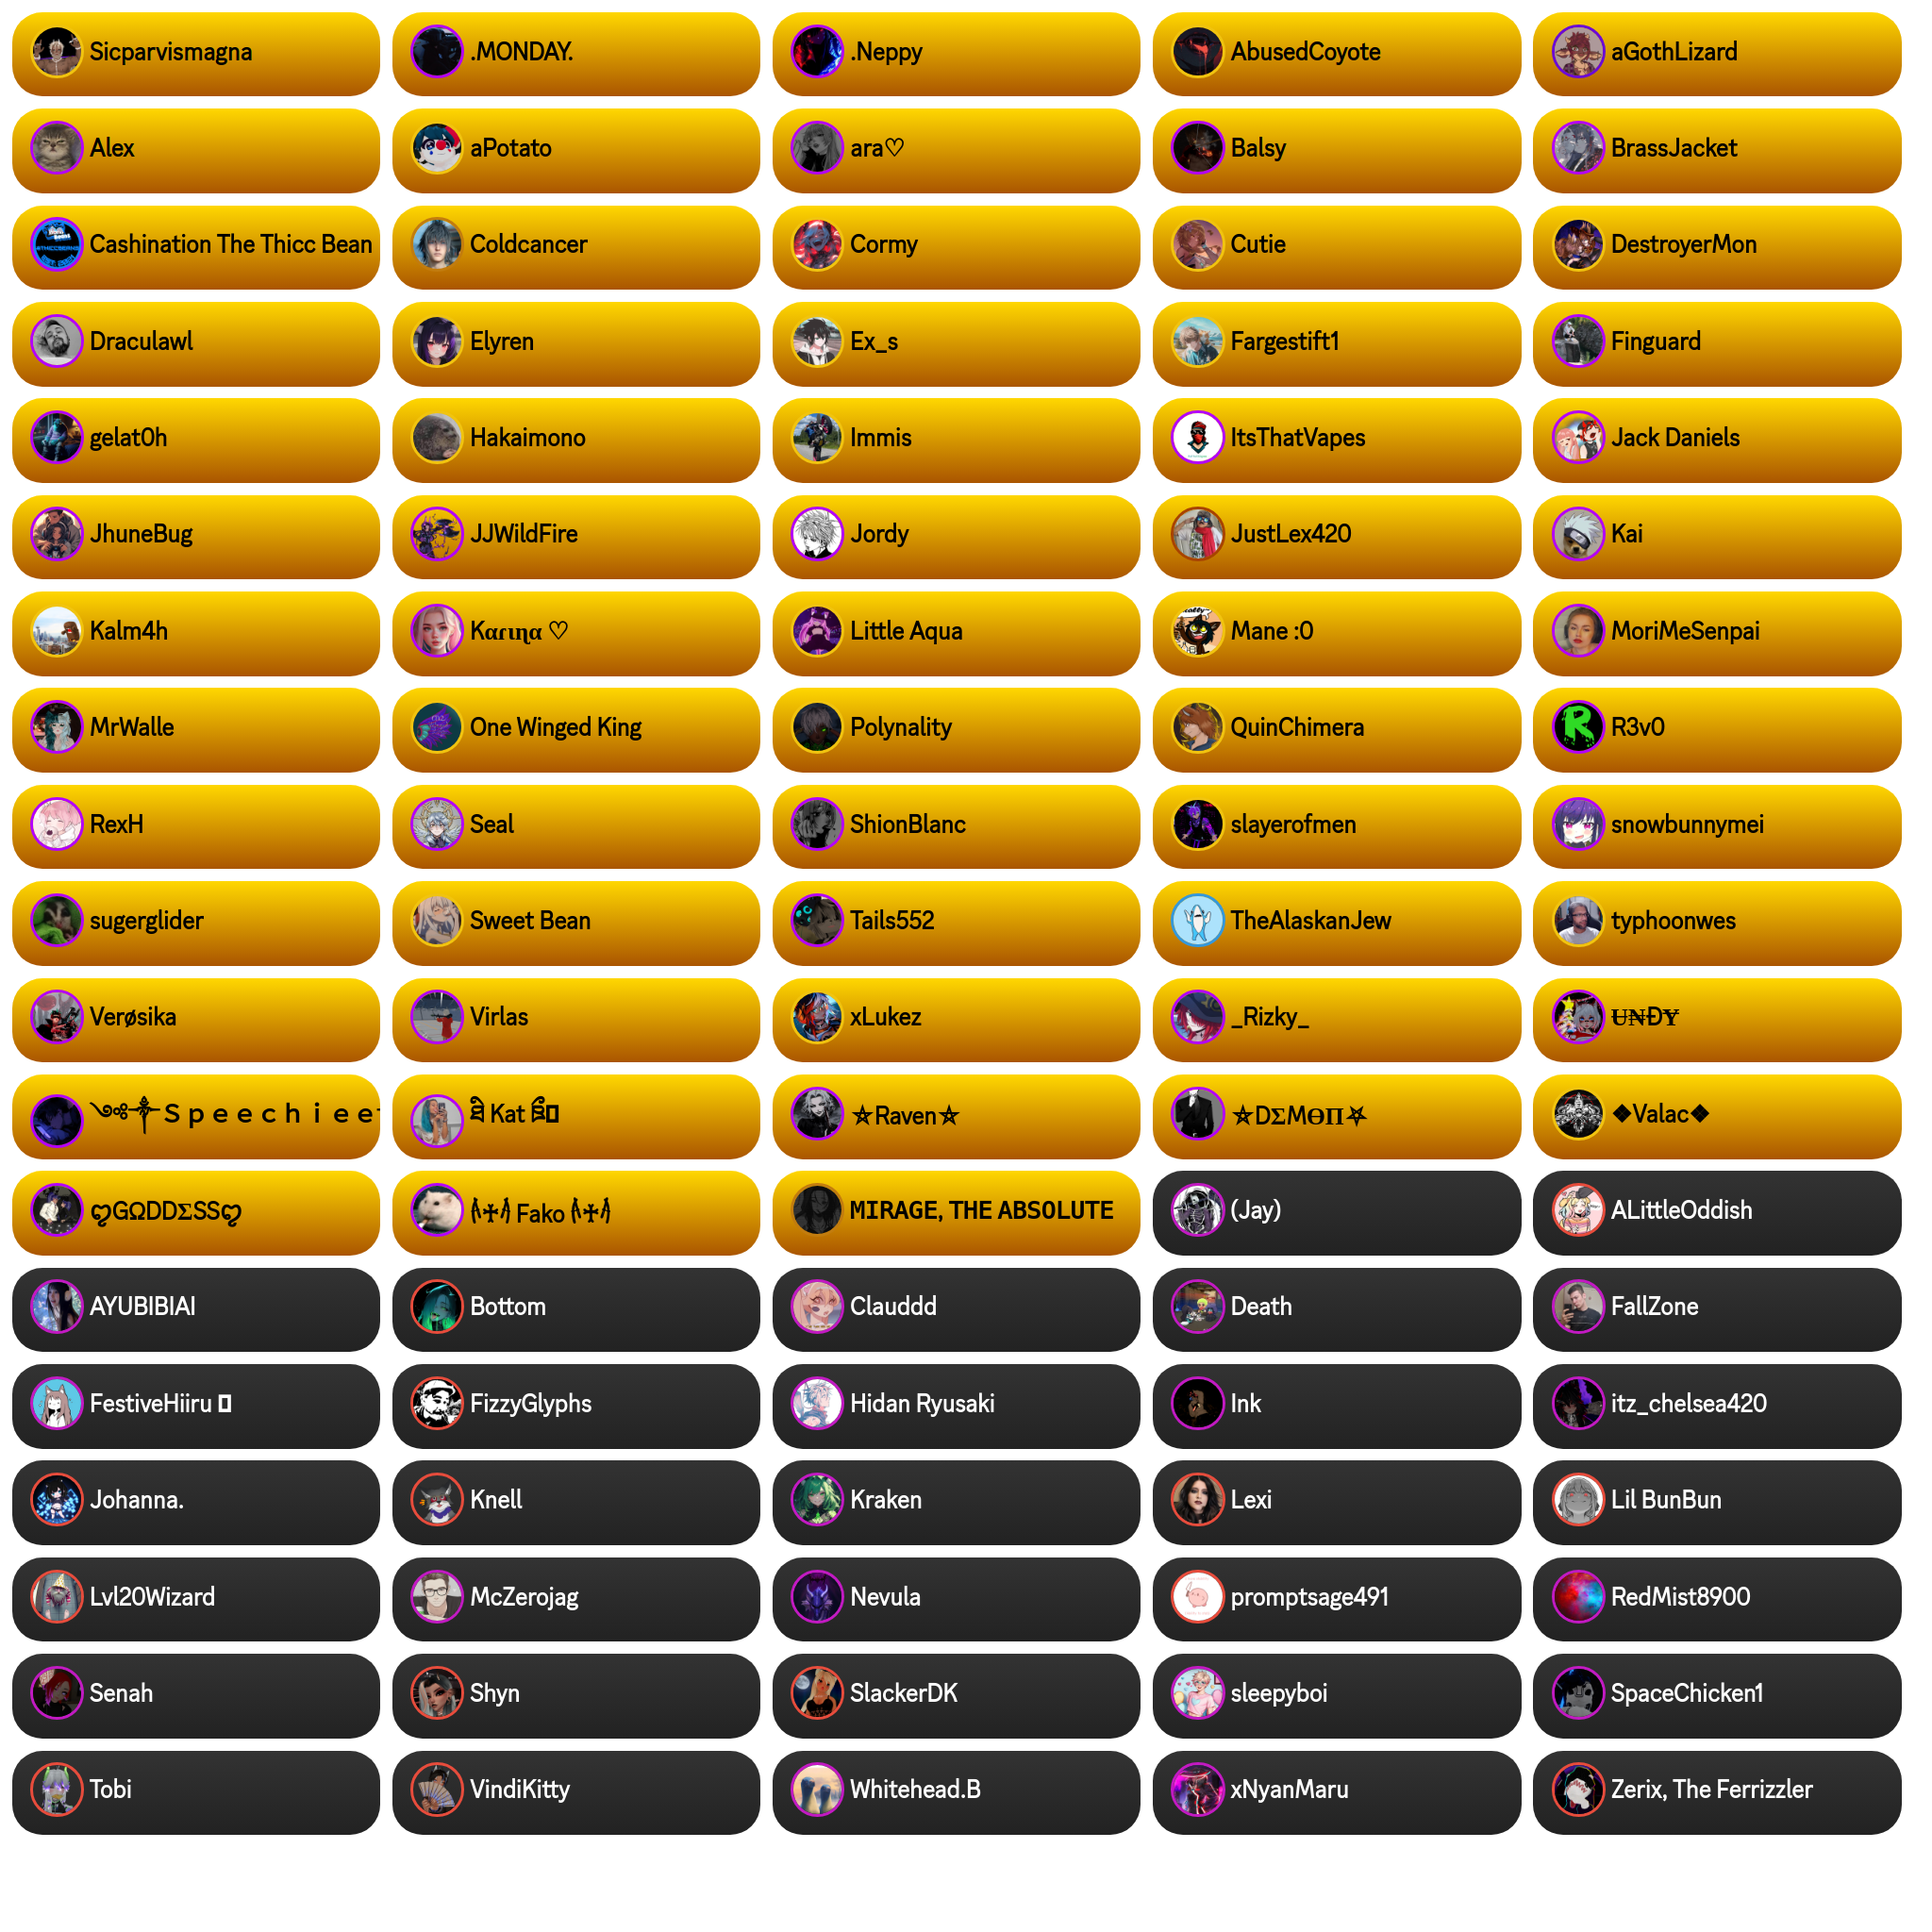 Sicparvismagna
.MONDAY.
.Neppy
AbusedCoyote
aGothLizard
Alex
aPotato
ara♡
Balsy
BrassJacket
Cashination The Thicc Bean
Coldcancer
Cormy
Cutie
DestroyerMon
Draculawl
Elyren
Ex_s
Fargestift1
Finguard
gelat0h
Hakaimono
Immis
ItsThatVapes
Jack Daniels
JhuneBug
JJWildFire
Jordy
JustLex420
Kai
Kalm4h
Kαɾιηα ♡
Little Aqua
Mane :0
MoriMeSenpai
MrWalle
One Winged King
Polynality
QuinChimera
R3v0
RexH
Seal
ShionBlanc
slayerofmen
snowbunnymei
sugerglider
Sweet Bean
Tails552
TheAlaskanJew
typhoonwes
Verøsika
Virlas
xLukez
_Rizky_
U̶N̶ĐY̶
༺༒Ｓｐｅｅｃｈｉｅｅ
Kat
⛤Raven⛤
⛤DΣMѲП⛧
❖Valac❖
ღGΩDDΣSSღ
Fako
MIRAGE, THE ABSOLUTE
(Jay)
ALittleOddish
AYUBIBIAI
Bottom
Clauddd
Death
FallZone
FestiveHiiru
FizzyGlyphs
Hidan Ryusaki
Ink
itz_chelsea420
Johanna.
Knell
Kraken
Lexi
Lil BunBun
Lvl20Wizard
McZerojag
Nevula
promptsage491
RedMist8900
Senah
Shyn
SlackerDK
sleepyboi
SpaceChicken1
Tobi
VindiKitty
Whitehead.B
xNyanMaru
Zerix, The Ferrizzler